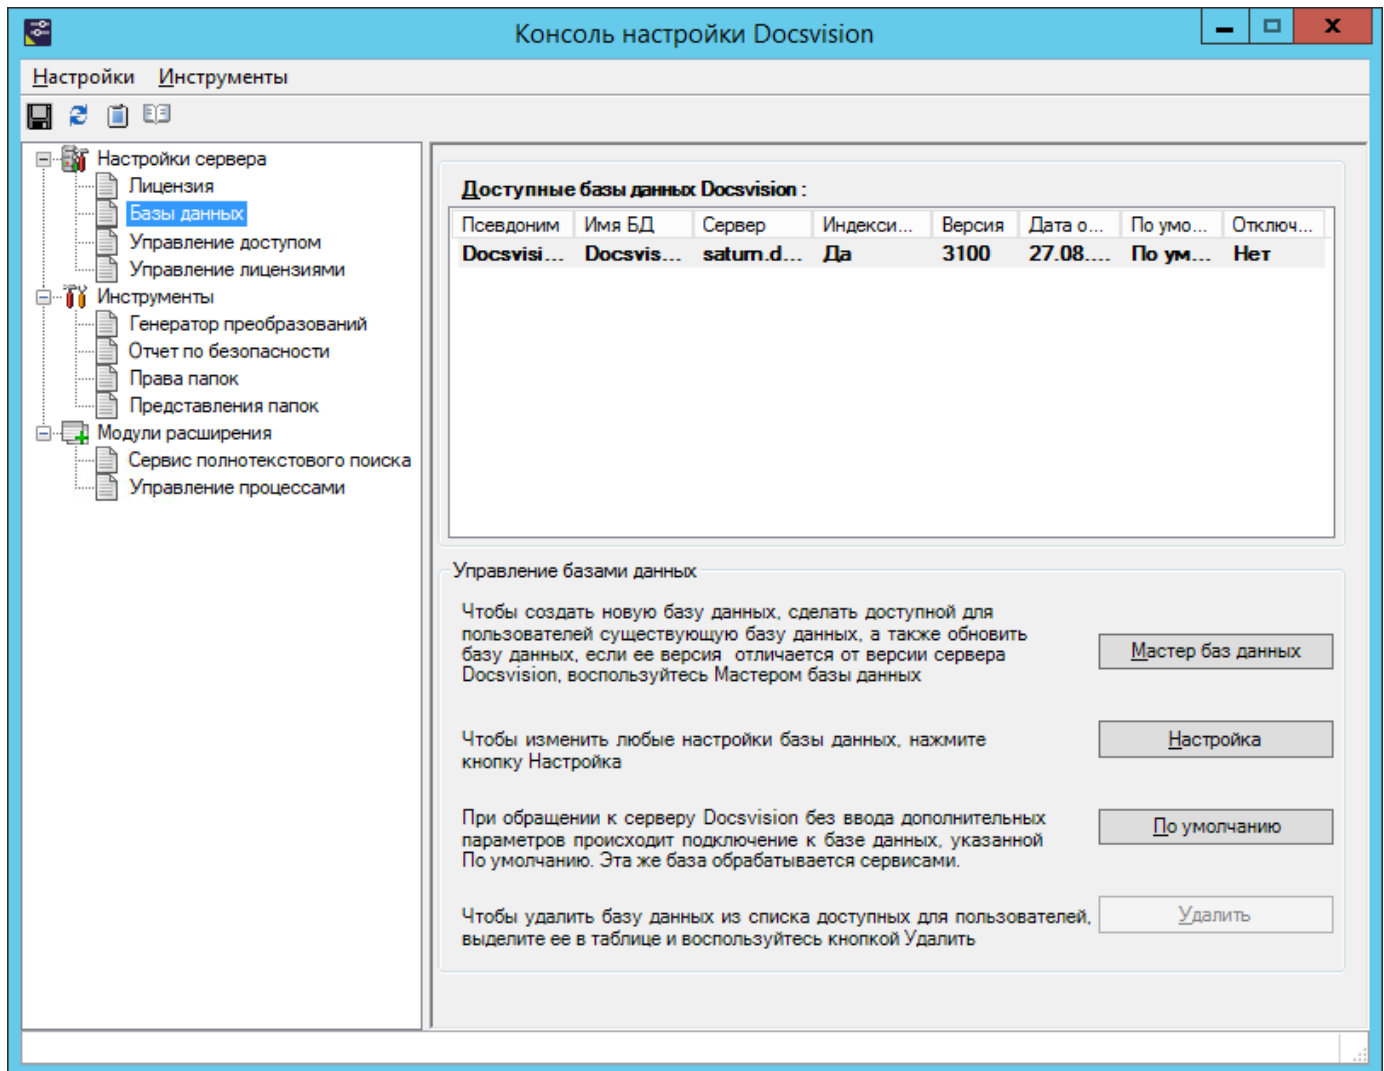 Консоль настройки Docsvision
Настройки Инструменты
Настройки сервера
Лицензия
Базы данных
Управление доступом
Управление лицензиями
Инструменты
Генератор преобразований
Отчет по безопасности
Права папок
Представления папок
Модули расширения
Сервис полнотекстового поиска
Управление процессами
Доступные базы данных Docsvision :
Псевдоним Имя БД Сервер Индекси... Версия Дата о... По умо... Отключ...
Docsvisi... Docsvis... saturn.d... Да 3100 27.08.... По ум... Нет
Управление базами данных
Чтобы создать новую базу данных, сделать доступной для
пользователей существующую базу данных, а также обновить
базу данных, если ее версия отличается от версии сервера
Docsvision, воспользуйтесь Мастером базы данных
Мастер баз данных
Чтобы изменить любые настройки базы данных, нажмите
кнопку Настройка
Настройка
При обращении к серверу Docsvision без ввода дополнительных
параметров происходит подключение к базе данных, указанной
По умолчанию. Эта же база обрабатывается сервисами.
По умолчанию
Чтобы удалить базу данных из списка доступных для пользователей,
выделите ее в таблице и воспользуйтесь кнопкой Удалить
Удалить